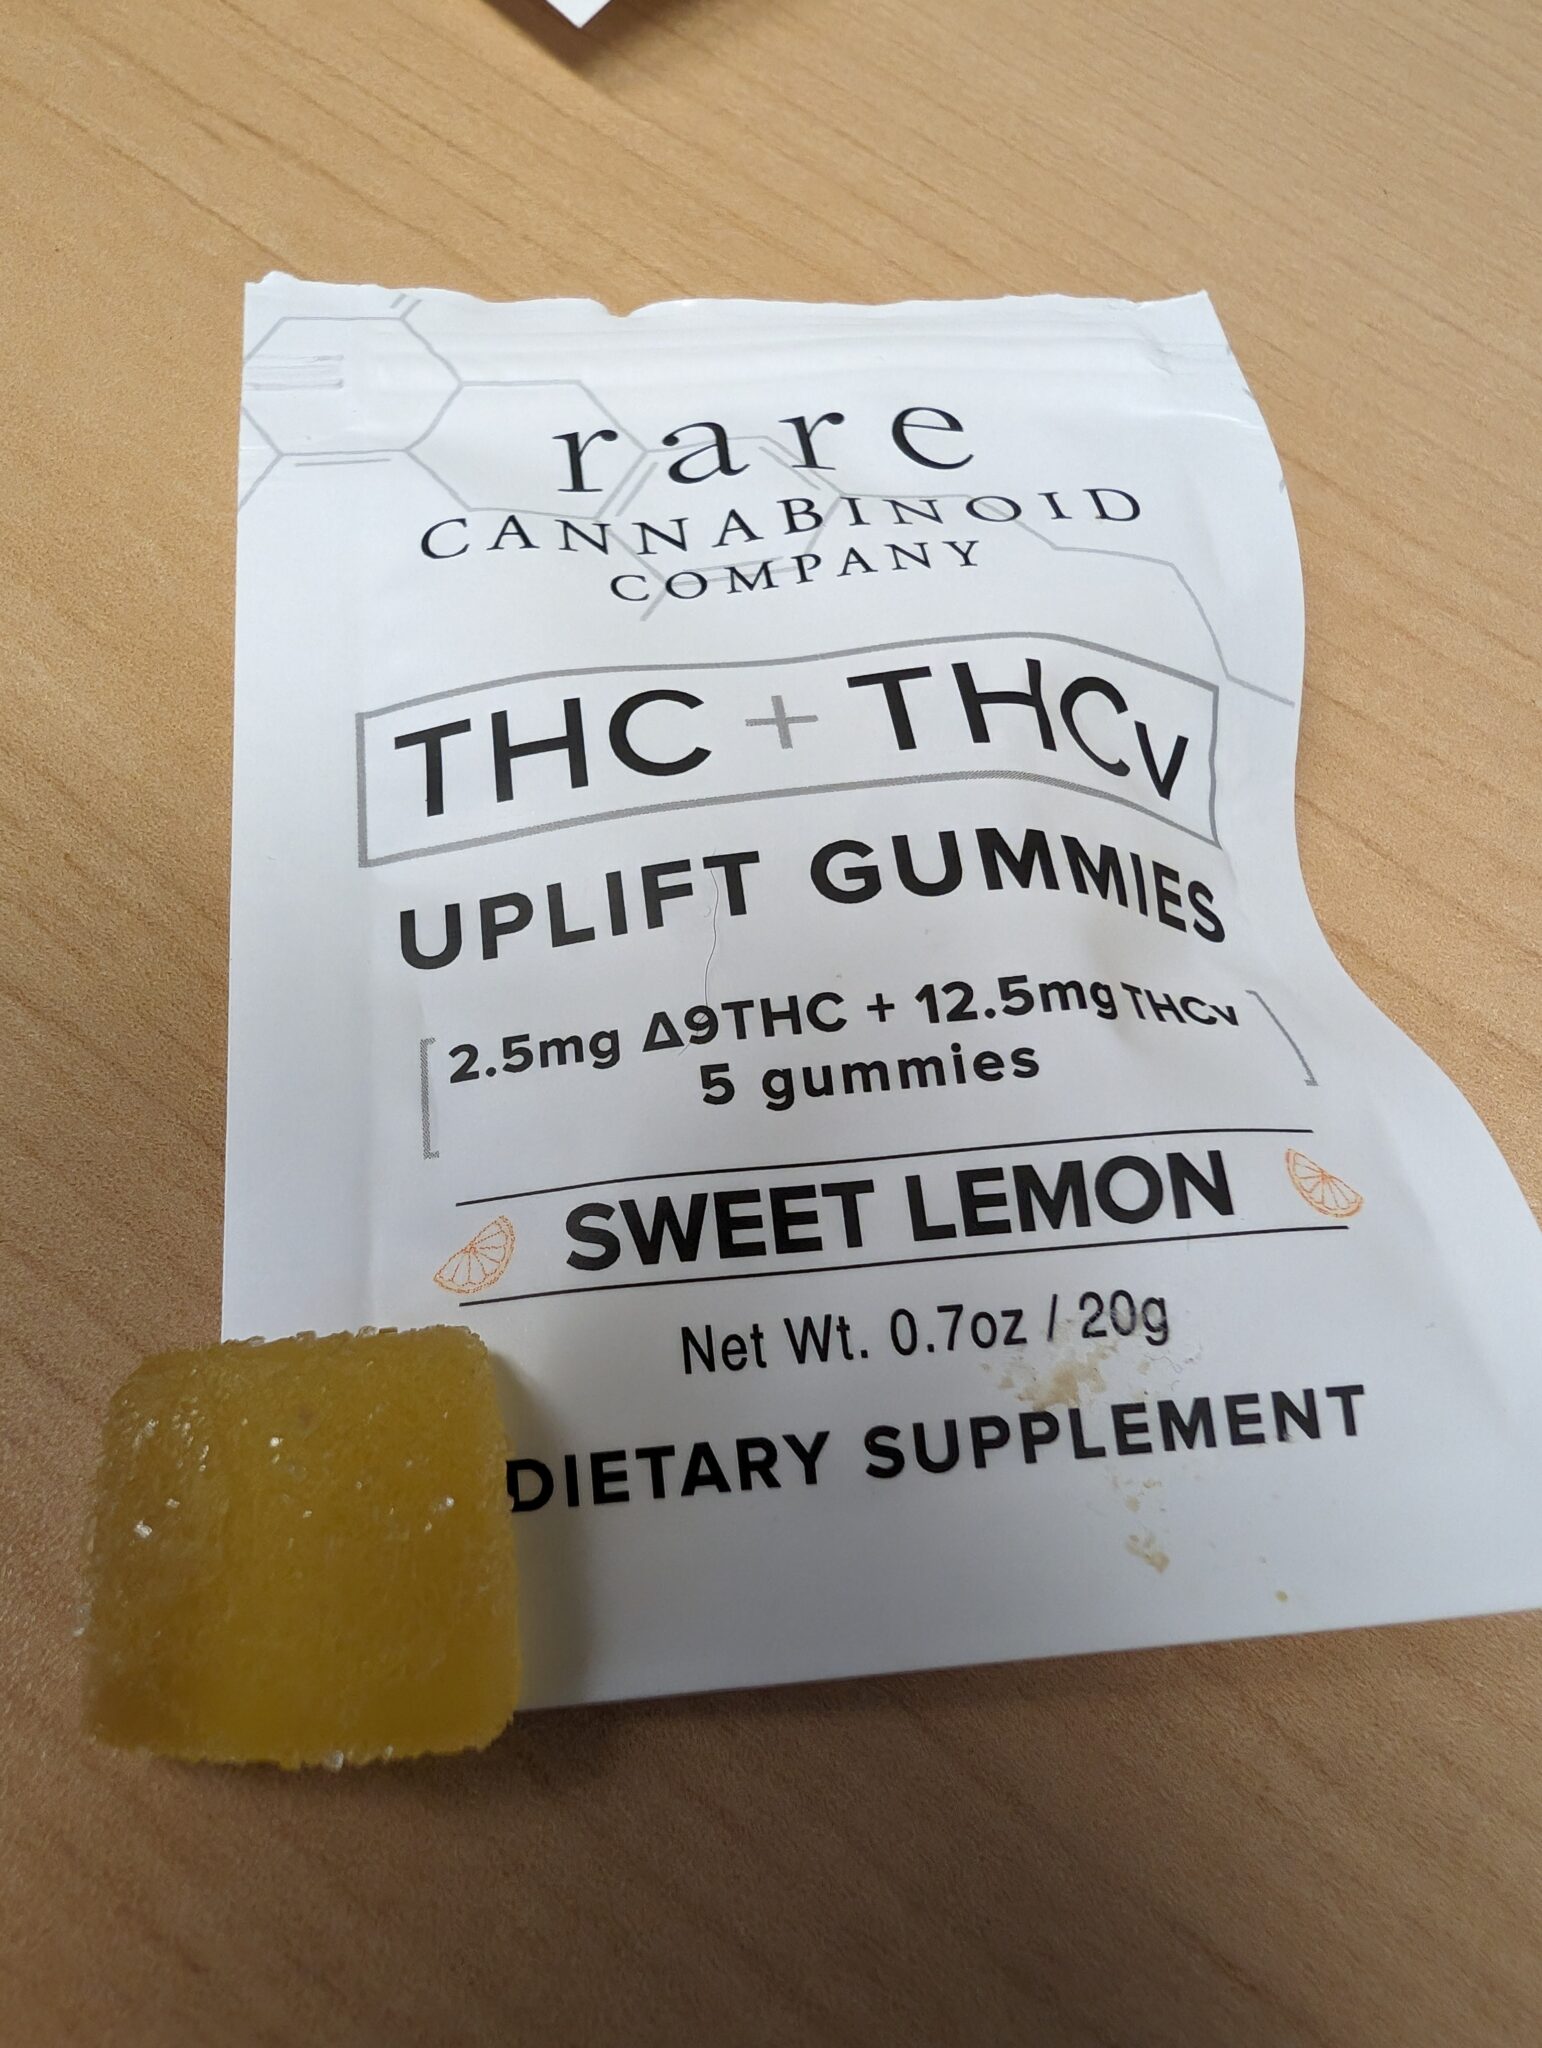 rare
CANNABINOID
COMPANY
THC + THCv
UPLIFT GUMMIES
2.5mg Δ9THC + 12.5mg THCv
5 gummies
SWEET LEMON
Net Wt. 0.7oz / 20g
DIETARY SUPPLEMENT